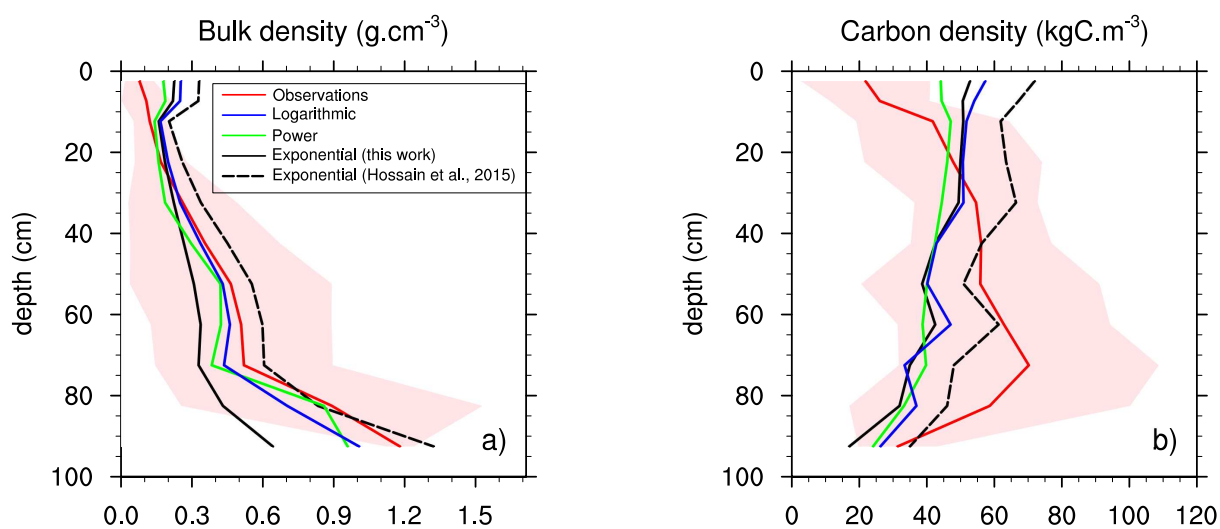 Bulk density (g.cm-3)
0
20
40
60
80
100
depth (cm)
Observations
Logarithmic
Power
Exponential (this work)
Exponential (Hossain et al., 2015)
a)
0.0 0.3 0.6 0.9 1.2 1.5
Carbon density (kgC.m-3)
0
20
40
60
80
100
depth (cm)
b)
0 20 40 60 80 100 120